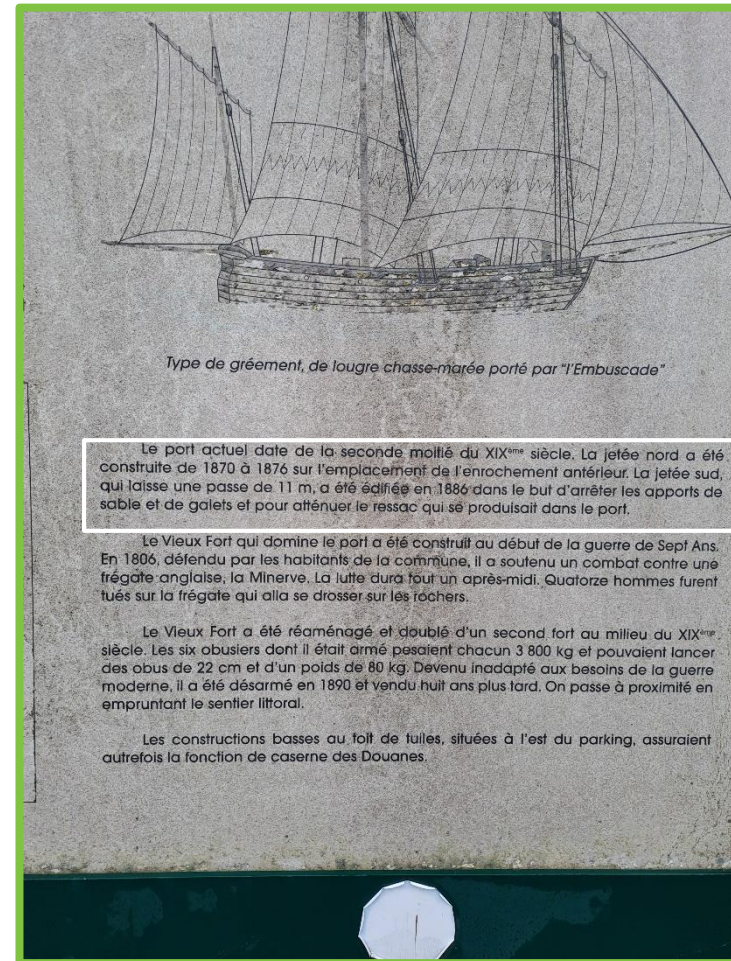 Type de gréement, de lougre chasse-marée porté par "l'Embuscade"
Le port actuel date de la seconde moitié du XIXème siècle. La jetée nord a été
construite de 1870 à 1876 sur l'emplacement de l'enrochement antérieur. La jetée sud,
qui laisse une passe de 11 m, a été édifiée en 1886 dans le but d'arrêter les apports de
sable et de galets et pour atténuer le ressac qui se produisait dans le port.
Le Vieux Fort qui domine le port a été construit au début de la guerre de Sept Ans.
En 1806, défendu par les habitants de la commune, il a soutenu un combat contre une
frégate anglaise, la Minerve. La lutte dura tout un après-midi. Quatorze hommes furent
tués sur la frégate qui alla se drosser sur les rochers.
Le Vieux Fort a été réaménagé et doublé d'un second fort au milieu du XIXème
siècle. Les six obusiers dont il était armé pesaient chacun 3 800 kg et pouvaient lancer
des obus de 22 cm et d'un poids de 80 kg. Devenu inadapté aux besoins de la guerre
moderne, il a été désarmé en 1890 et vendu huit ans plus tard. On passe à proximité en
empruntant le sentier littoral.
Les constructions basses au toit de tuiles, situées à l'est du parking, assuraient
autrefois la fonction de caserne des Douanes.